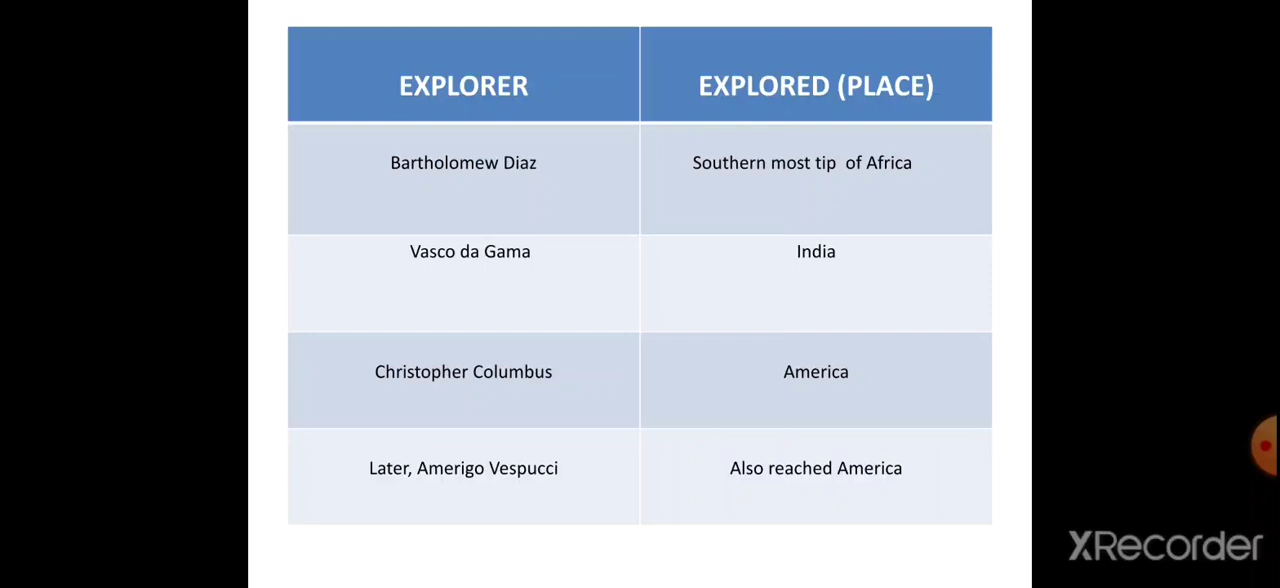 EXPLORER
EXPLORED (PLACE)
Bartholomew Diaz
Southern most tip  of Africa
Vasco da Gama
India
Christopher Columbus
America
Later, Amerigo Vespucci
Also reached America
XRecorder